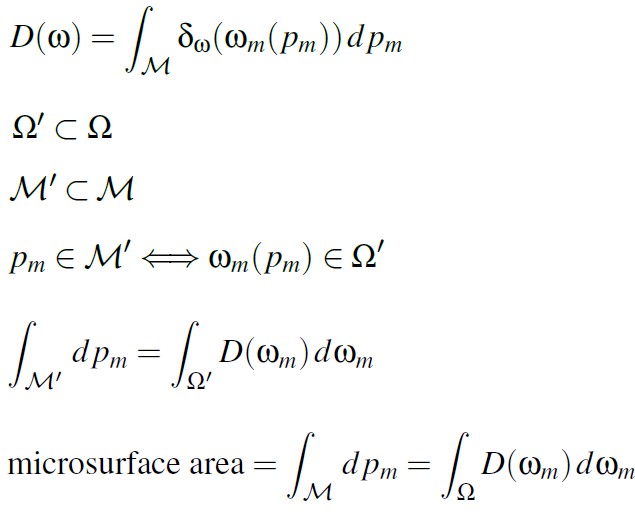 D(ω) = ∫_ℳ δ_ω(ω_m(p_m)) dp_m
Ω′ ⊂ Ω
ℳ′ ⊂ ℳ
p_m ∈ ℳ′ ⟺ ω_m(p_m) ∈ Ω′
∫_ℳ′ dp_m = ∫_Ω′ D(ω_m) dω_m
microsurface area = ∫_ℳ dp_m = ∫_Ω D(ω_m) dω_m